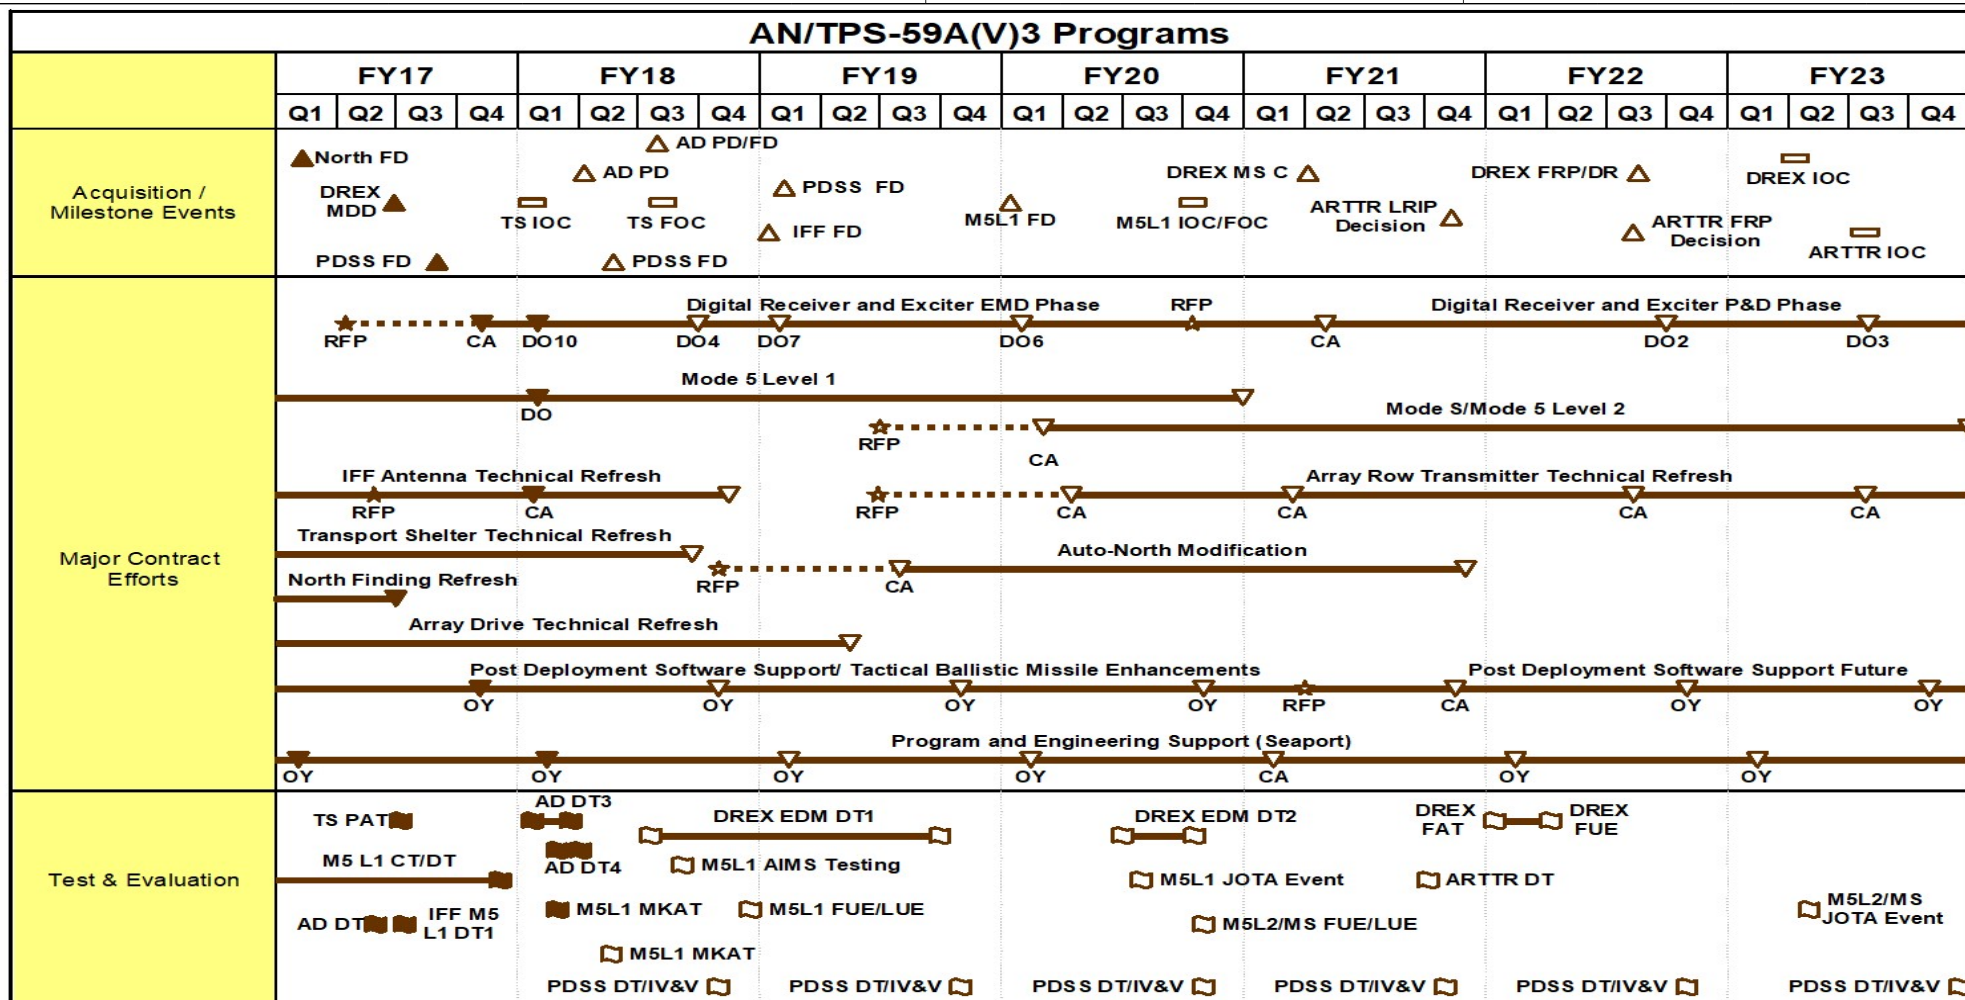 AN/TPS-59A(V)3 Programs
FY17 FY18 FY19 FY20 FY21 FY22 FY23
Q1 Q2 Q3 Q4 Q1 Q2 Q3 Q4 Q1 Q2 Q3 Q4 Q1 Q2 Q3 Q4 Q1 Q2 Q3 Q4 Q1 Q2 Q3 Q4 Q1 Q2 Q3 Q4
Acquisition /
Milestone Events
AD PD/FD
North FD
AD PD
DREX MS C
DREX FRP/DR
DREX IOC
DREX
MDD
PDSS FD
TS IOC
TS FOC
M5L1 FD
M5L1 IOC/FOC
ARTTR LRIP
Decision
ARTTR FRP
Decision
IFF FD
ARTTR IOC
PDSS FD
PDSS FD
Major Contract
Efforts
Digital Receiver and Exciter EMD Phase
RFP
Digital Receiver and Exciter P&D Phase
RFP CA DO10 DO4 DO7 DO6 CA DO2 DO3
Mode 5 Level 1
DO
Mode S/Mode 5 Level 2
RFP
CA
IFF Antenna Technical Refresh
Array Row Transmitter Technical Refresh
RFP CA RFP CA CA CA CA
Transport Shelter Technical Refresh
Auto-North Modification
RFP CA
North Finding Refresh
Array Drive Technical Refresh
Post Deployment Software Support/ Tactical Ballistic Missile Enhancements
Post Deployment Software Support Future
OY OY OY OY RFP CA OY OY
Program and Engineering Support (Seaport)
OY OY OY OY CA OY OY
Test & Evaluation
AD DT3
TS PAT
DREX EDM DT1
DREX EDM DT2
DREX
FAT
DREX
FUE
M5 L1 CT/DT
AD DT4
M5L1 AIMS Testing
M5L1 JOTA Event
ARTTR DT
M5L1 MKAT
M5L1 FUE/LUE
M5L2/MS
JOTA Event
AD DT
IFF M5
L1 DT1
M5L2/MS FUE/LUE
M5L1 MKAT
PDSS DT/IV&V PDSS DT/IV&V PDSS DT/IV&V PDSS DT/IV&V PDSS DT/IV&V PDSS DT/IV&V